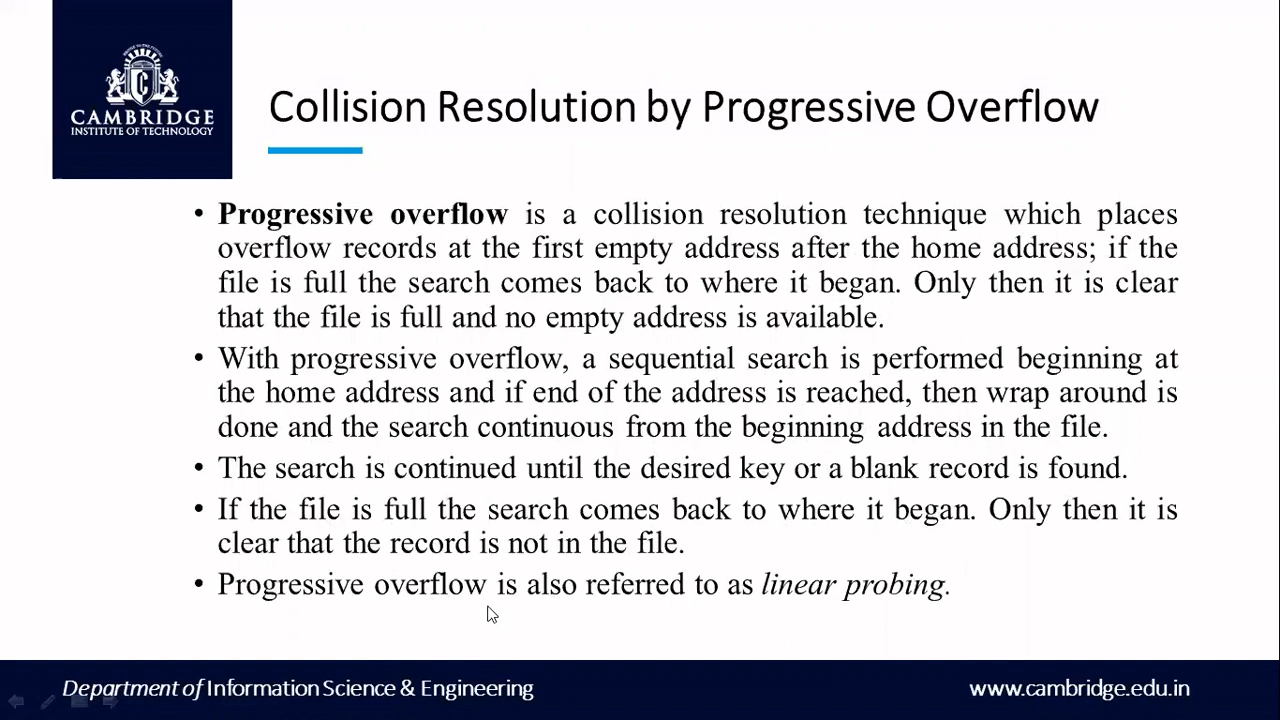 CAMBRIDGE
INSTITUTE OF TECHNOLOGY
Collision Resolution by Progressive Overflow
• Progressive overflow is a collision resolution technique which places
overflow records at the first empty address after the home address; if the
file is full the search comes back to where it began. Only then it is clear
that the file is full and no empty address is available.
• With progressive overflow, a sequential search is performed beginning at
the home address and if end of the address is reached, then wrap around is
done and the search continuous from the beginning address in the file.
• The search is continued until the desired key or a blank record is found.
• If the file is full the search comes back to where it began. Only then it is
clear that the record is not in the file.
• Progressive overflow is also referred to as linear probing.
Department of Information Science & Engineering
www.cambridge.edu.in